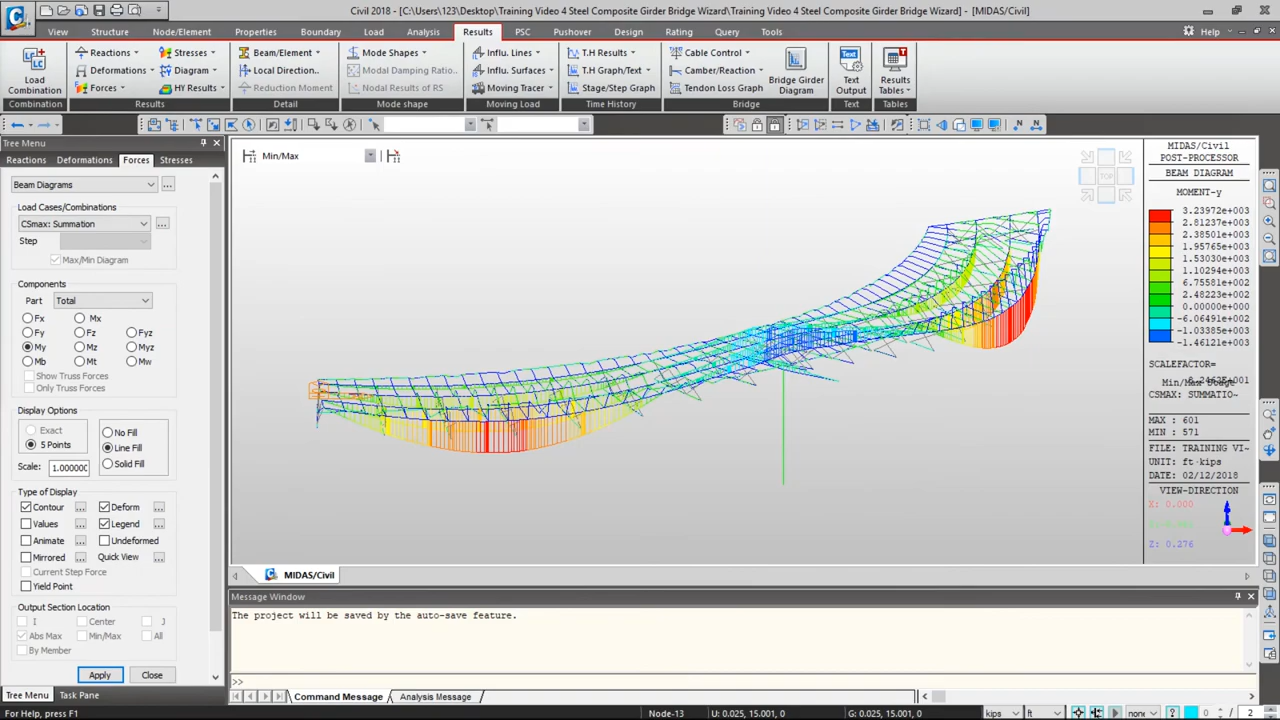 Civil 2018 - [C:\Users\123\Desktop\Training Video 4 Steel Composite Girder Bridge Wizard\Training Video 4 Steel Composite Girder Bridge Wizard] - [MIDAS/Civil]
View Structure Node/Element Properties Boundary Load Analysis Results PSC Pushover Design Rating Query Tools Help
Load Combination
Combination
Reactions Stresses
Deformation Diagram
Forces HY Results
Results
Beam/Element
Local Direction..
Reduction Moment
Detail
Mode Shapes
Modal Damping Ratio..
Nodal Results of RS
Mode shape
Influ. Lines
Influ. Surfaces
Moving Tracer
Moving Load
T.H Results
T.H Graph/Text
Stage/Step Graph
Time History
Cable Control
Camber/Reaction
Tendon Loss Graph
Bridge Girder Diagram
Bridge
Text Output
Text
Results Tables
Tables
Tree Menu
Reactions Deformations Forces Stresses
Beam Diagrams ...
Load Cases/Combinations
CSmax: Summation ...
Step
Max/Min Diagram
Components
Part Total
Fx Mx
Fy Fz Fyz
My Mz Myz
Mb Mt Mw
Show Truss Forces
Only Truss Forces
Display Options
Exact
5 Points
No Fill
Line Fill
Solid Fill
Scale: 1.000000
Type of Display
Contour ... Deform ...
Values ... Legend ...
Animate ... Undeformed
Mirrored ... Quick View ...
Current Step Force
Yield Point
Output Section Location
I Center J
Abs Max Min/Max All
By Member
Apply Close
Tree Menu Task Pane
Min/Max
TOP
MIDAS/Civil
POST-PROCESSOR
BEAM DIAGRAM
MOMENT-y
3.23972e+003
2.81237e+003
2.38501e+003
1.95765e+003
1.53030e+003
1.10294e+003
6.75581e+002
2.48223e+002
0.00000e+000
-6.06491e+002
-1.03385e+003
-1.46121e+003
SCALEFACTOR=
CSMAX: SUMMATIO~
MAX : 601
MIN : 571
FILE: TRAINING VI~
UNIT: ft·kips
DATE: 02/12/2018
VIEW-DIRECTION
X: 0.000
Z: 0.276
MIDAS/Civil
Message Window
The project will be saved by the auto-save feature.
>>
Command Message Analysis Message
For Help, press F1
Node-13
U: 0.025, 15.001, 0
G: 0.025, 15.001, 0
kips ft none ? 0 / 2